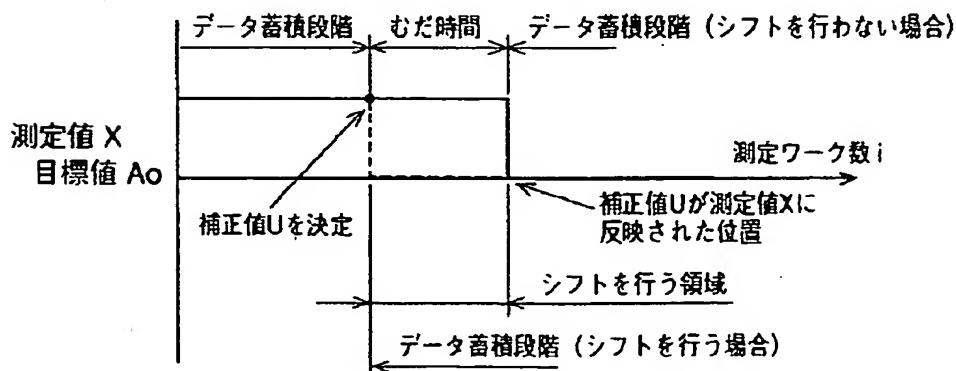 データ蓄積段階
むだ時間
データ蓄積段階（シフトを行わない場合）
測定値 X
目標値 Ao
測定ワーク数 i
補正値Uを決定
補正値Uが測定値Xに
反映された位置
シフトを行う領域
データ蓄積段階（シフトを行う場合）